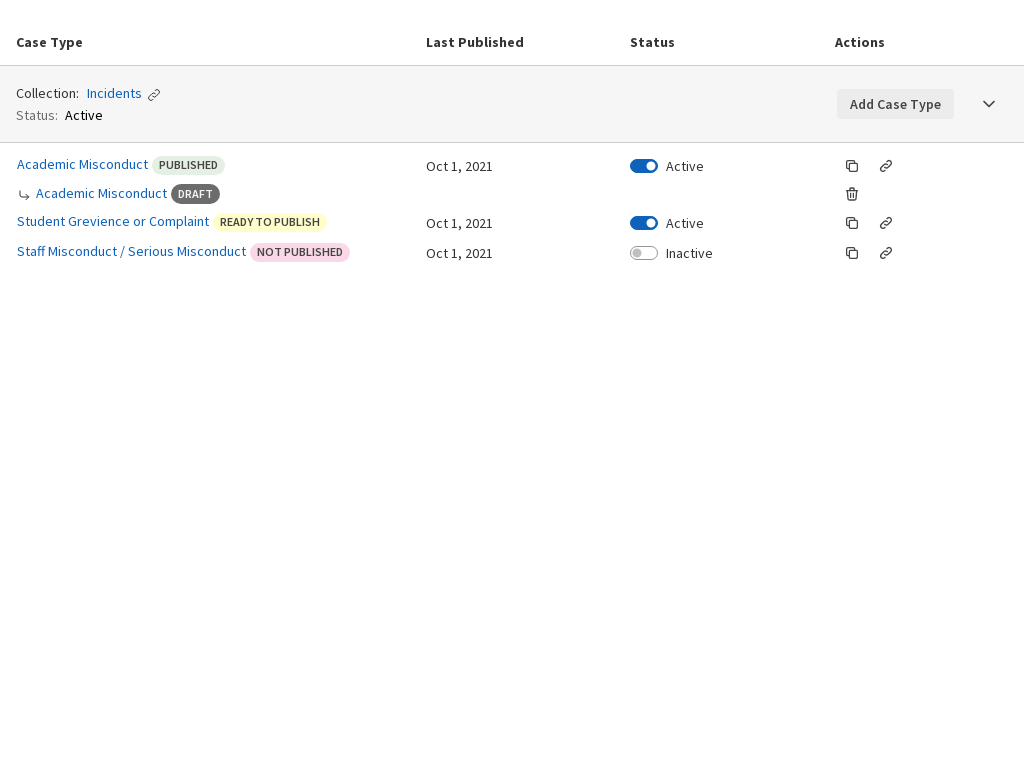 Case Type Last Published Status Actions
Collection: Incidents
Status: Active
Add Case Type
Academic Misconduct PUBLISHED Oct 1, 2021 Active
Academic Misconduct DRAFT
Student Grevience or Complaint READY TO PUBLISH Oct 1, 2021 Active
Staff Misconduct / Serious Misconduct NOT PUBLISHED Oct 1, 2021 Inactive